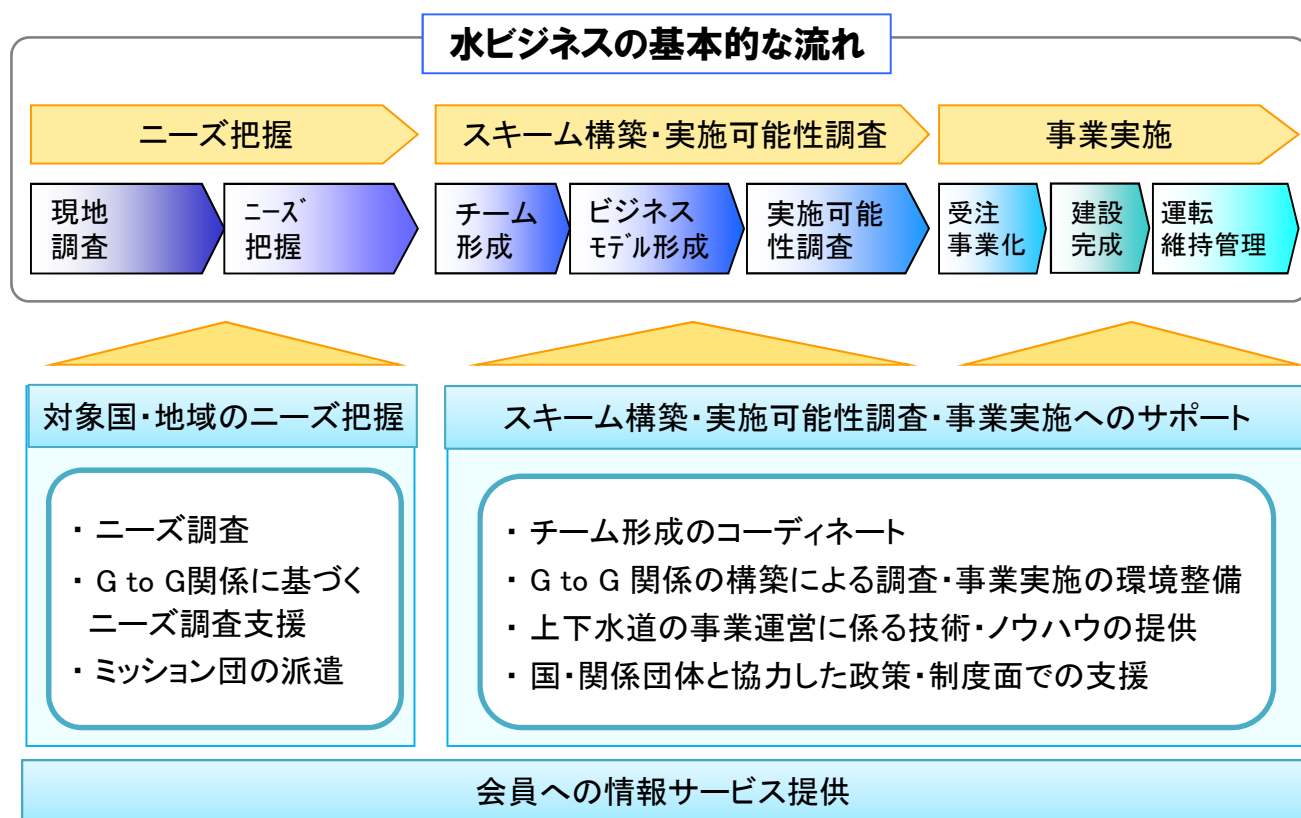 水ビジネスの基本的な流れ
ニーズ把握
スキーム構築・実施可能性調査
事業実施
現地
調査
ﾆｰｽﾞ
把握
チーム
形成
ビジネス
ﾓﾃﾞﾙ形成
実施可能
性調査
受注
事業化
建設
完成
運転
維持管理
対象国・地域のニーズ把握
・ ニーズ調査
・ G to G関係に基づく
ニーズ調査支援
・ ミッション団の派遣
スキーム構築・実施可能性調査・事業実施へのサポート
・ チーム形成のコーディネート
・ G to G 関係の構築による調査・事業実施の環境整備
・ 上下水道の事業運営に係る技術・ノウハウの提供
・ 国・関係団体と協力した政策・制度面での支援
会員への情報サービス提供